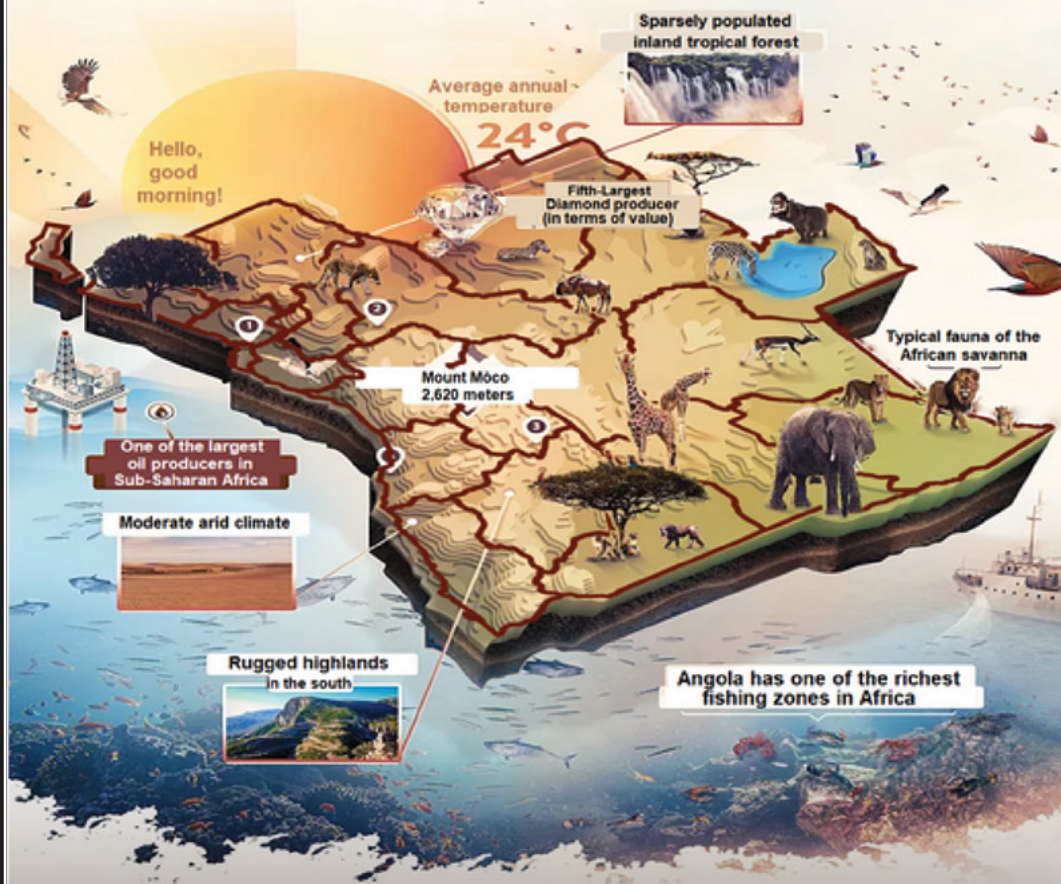 Sparsely populated
inland tropical forest
Average annual
temperature
24°C
Hello,
good
morning!
Fifth-Largest
Diamond producer
(in terms of value)
1
2
Typical fauna of the
African savanna
Mount Môco
2,620 meters
3
One of the largest
oil producers in
Sub-Saharan Africa
Moderate arid climate
Rugged highlands
in the south
Angola has one of the richest
fishing zones in Africa